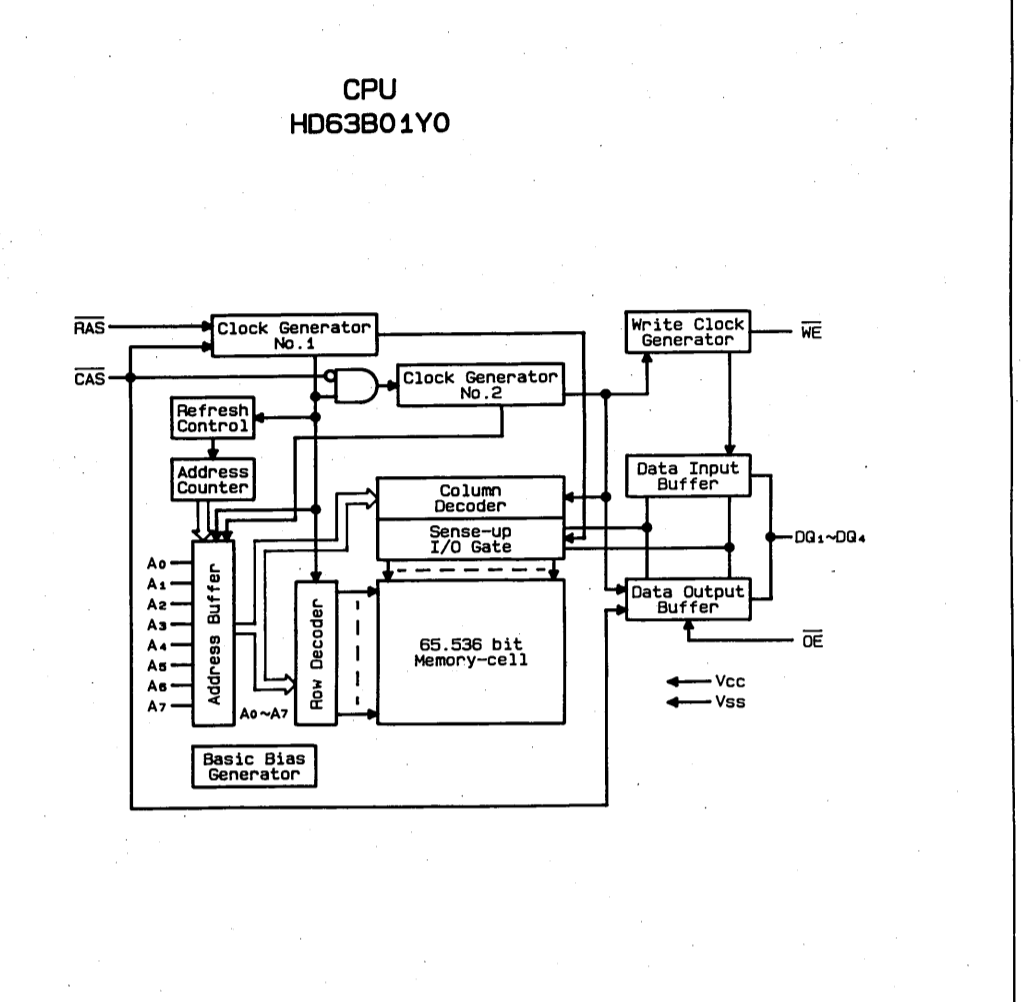 CPU
HD63B01Y0
RAS
Clock Generator
No.1
Write Clock
Generator
WE
CAS
Clock Generator
No.2
Refresh
Control
Address
Counter
Column
Decoder
Data Input
Buffer
Sense-up
I/O Gate
DQ₁~DQ₄
A₀
A₁
A₂
A₃
A₄
A₅
A₆
A₇
Address Buffer
A₀~A₇
Row Decoder
65.536 bit
Memory-cell
Data Output
Buffer
OE
Vcc
Vss
Basic Bias
Generator